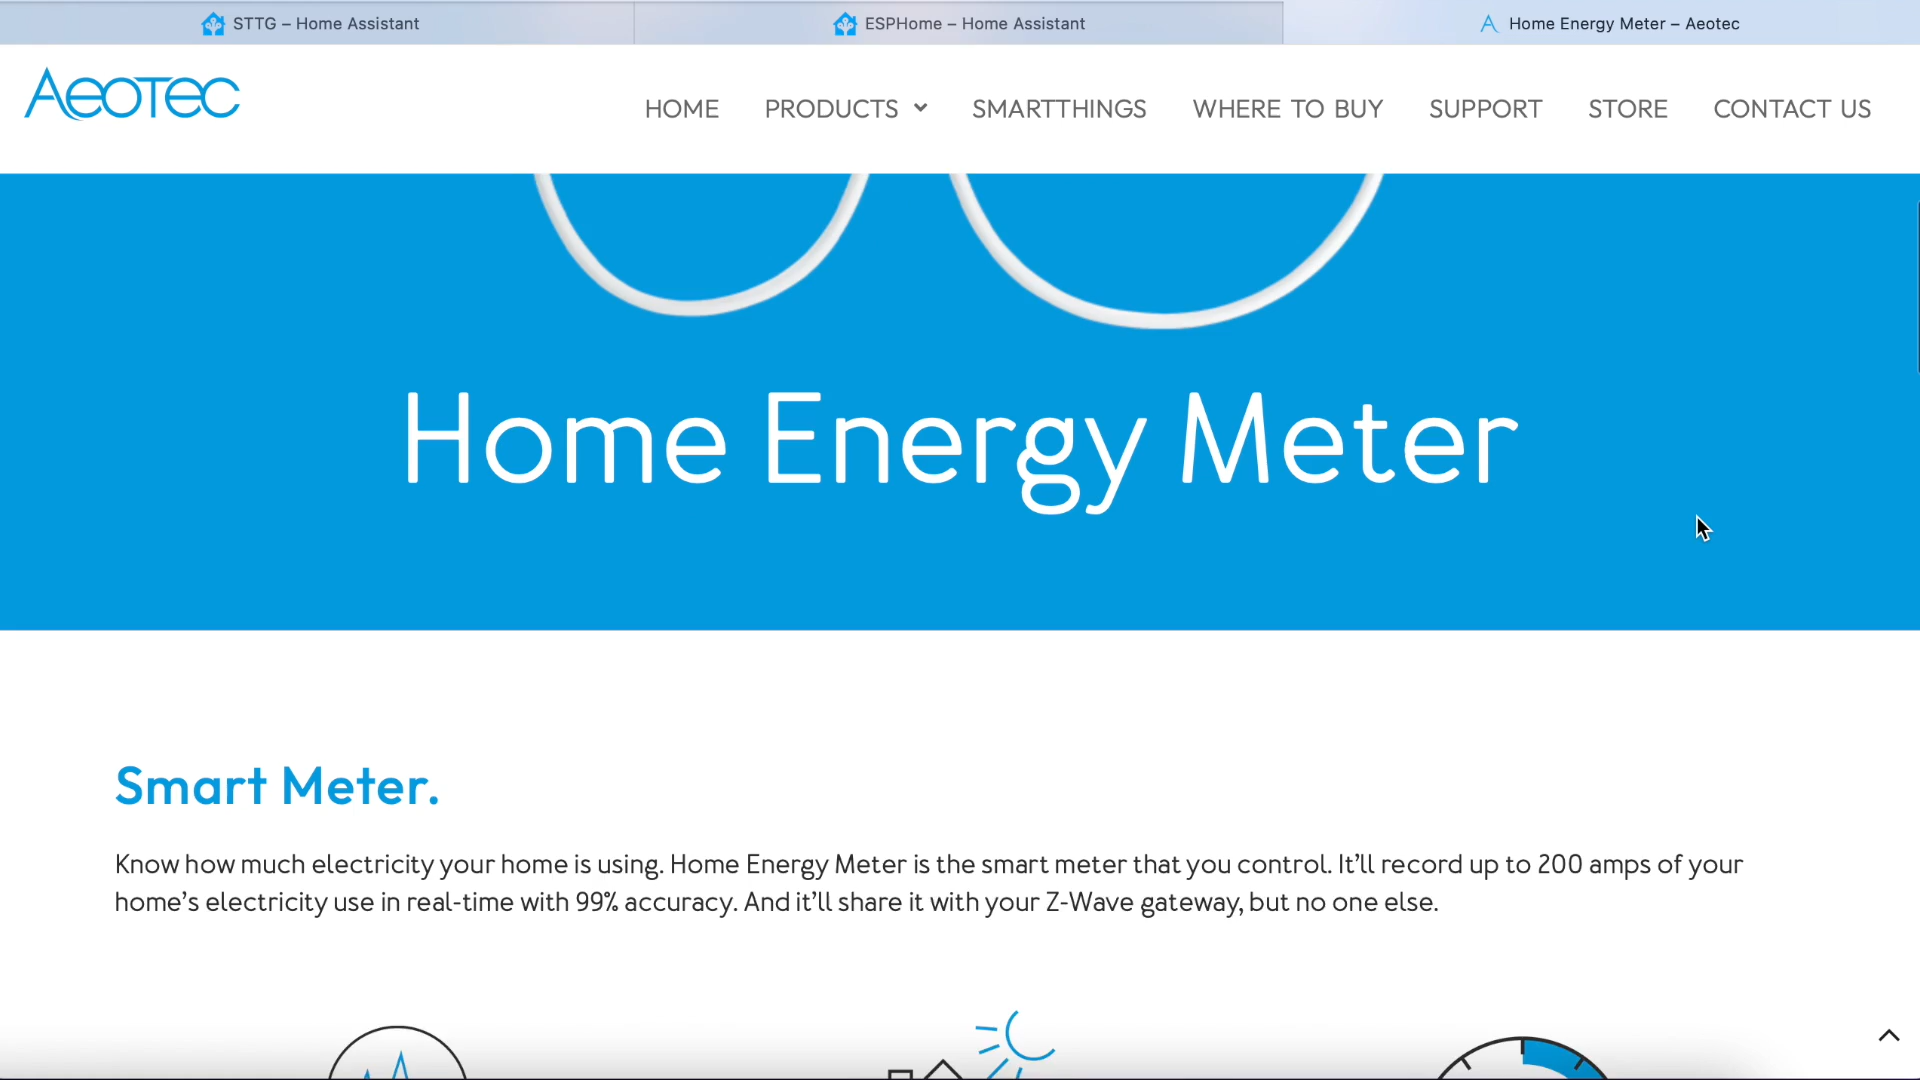 STTG – Home Assistant
ESPHome – Home Assistant
Home Energy Meter – Aeotec
Aeotec
HOME
PRODUCTS
SMARTTHINGS
WHERE TO BUY
SUPPORT
STORE
CONTACT US
Home Energy Meter
Smart Meter.
Know how much electricity your home is using. Home Energy Meter is the smart meter that you control. It’ll record up to 200 amps of your
home’s electricity use in real-time with 99% accuracy. And it’ll share it with your Z-Wave gateway, but no one else.